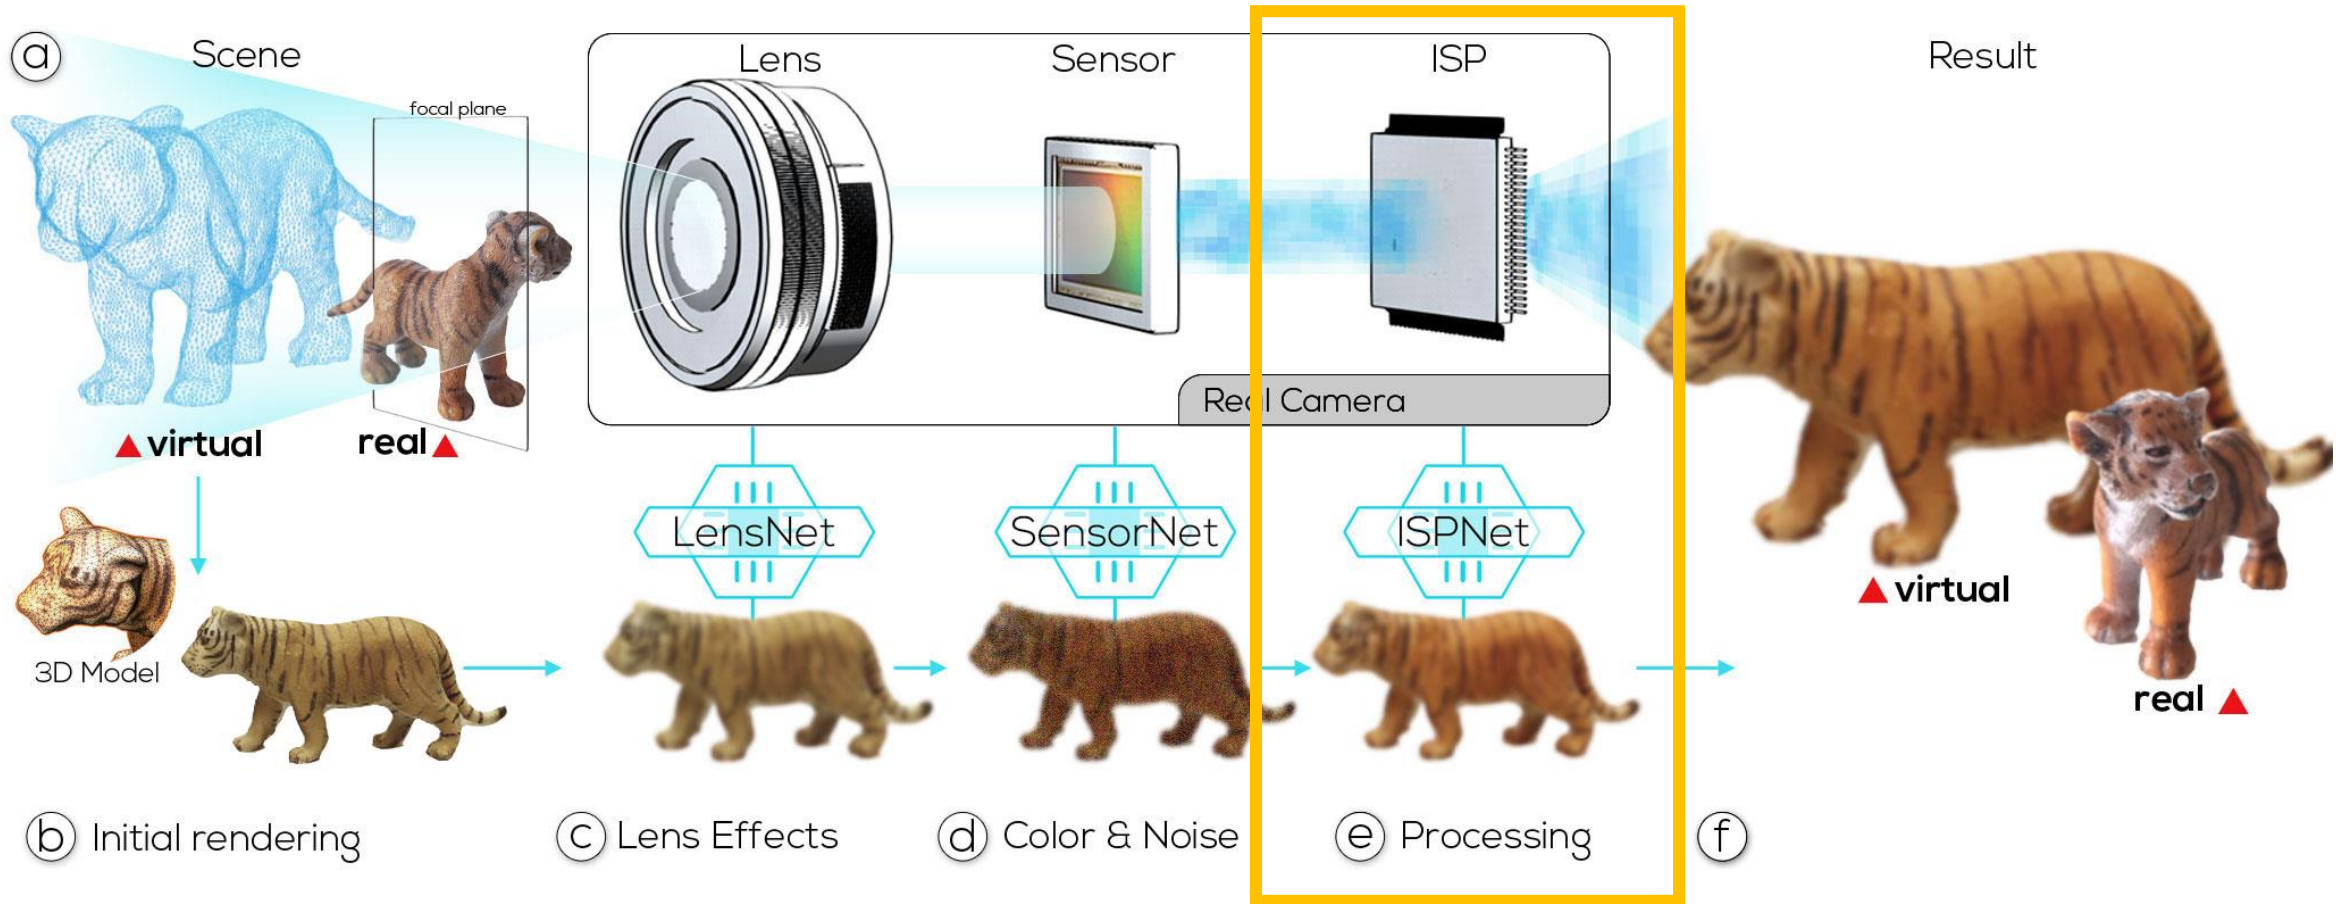 a
Scene
Lens
Sensor
ISP
Result
focal plane
Real Camera
virtual
real
LensNet
SensorNet
ISPNet
virtual
3D Model
real
b Initial rendering
c Lens Effects
d Color & Noise
e Processing
f